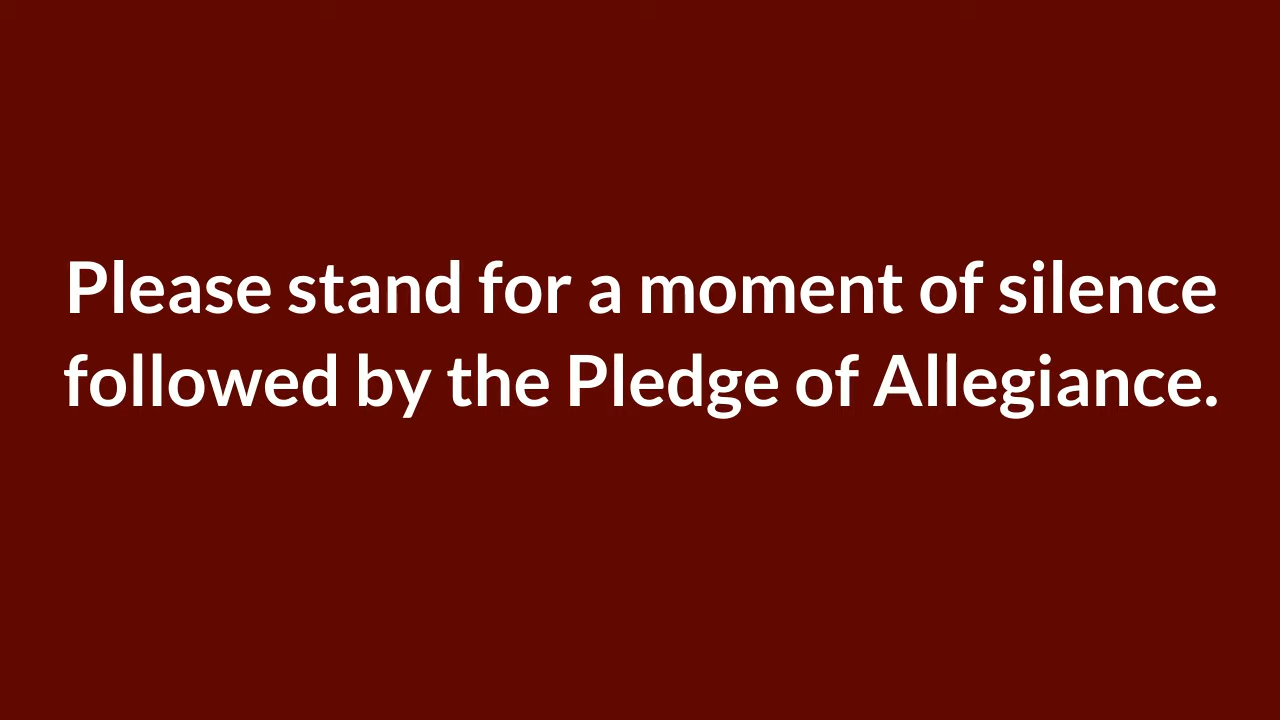 Please stand for a moment of silence
followed by the Pledge of Allegiance.